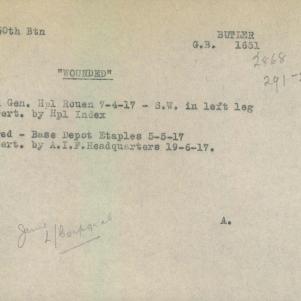 50th Btn
BUTLER
G.B. 1651
2868
291-
"WOUNDED"
Gen. Hpl Rouen 7-4-17 - S.W. in left leg
ert. by Hpl Index
ed - Base Depot Etaples 5-5-17
ert. by A.I.F. Headquarters 19-6-17.
L/Corporal
A.